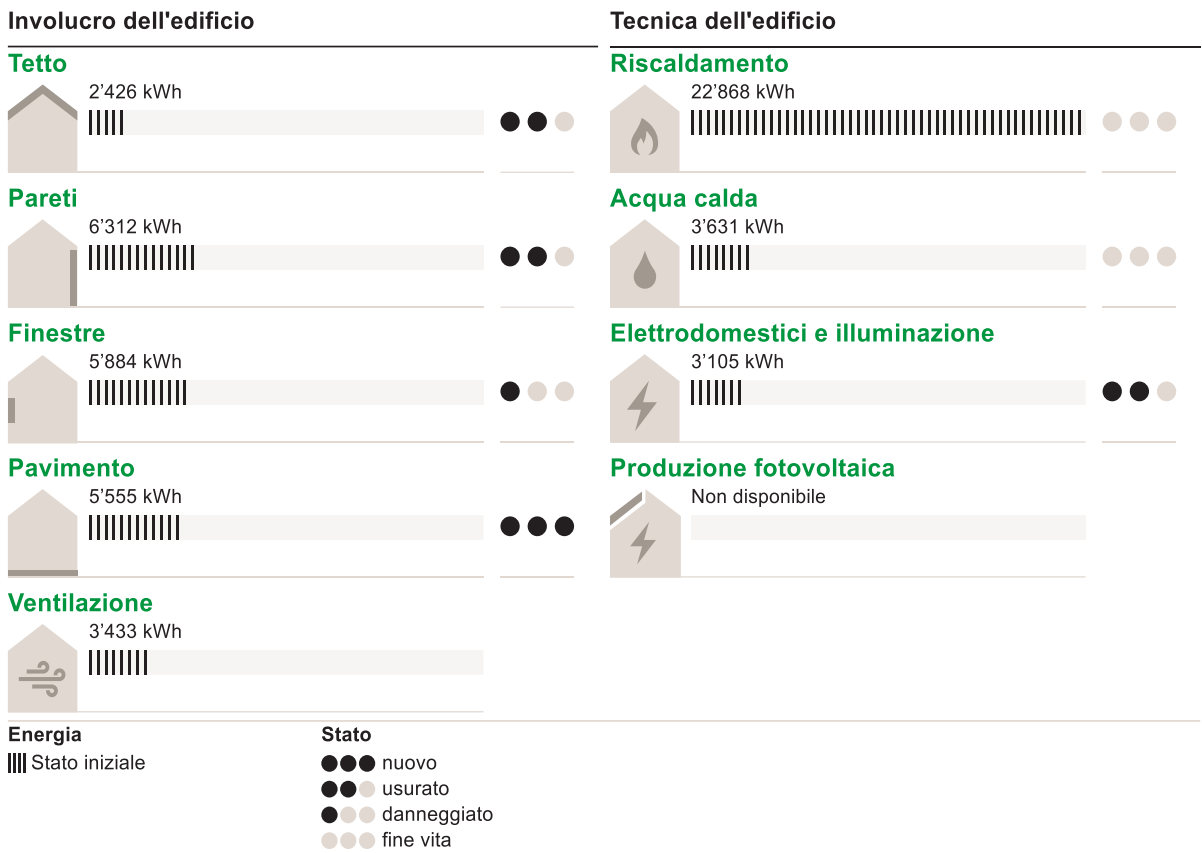 Involucro dell'edificio
Tetto
2’426 kWh
Pareti
6’312 kWh
Finestre
5’884 kWh
Pavimento
5’555 kWh
Ventilazione
3’433 kWh
Tecnica dell'edificio
Riscaldamento
22’868 kWh
Acqua calda
3’631 kWh
Elettrodomestici e illuminazione
3’105 kWh
Produzione fotovoltaica
Non disponibile
Energia
Stato iniziale
Stato
nuovo
usurato
danneggiato
fine vita